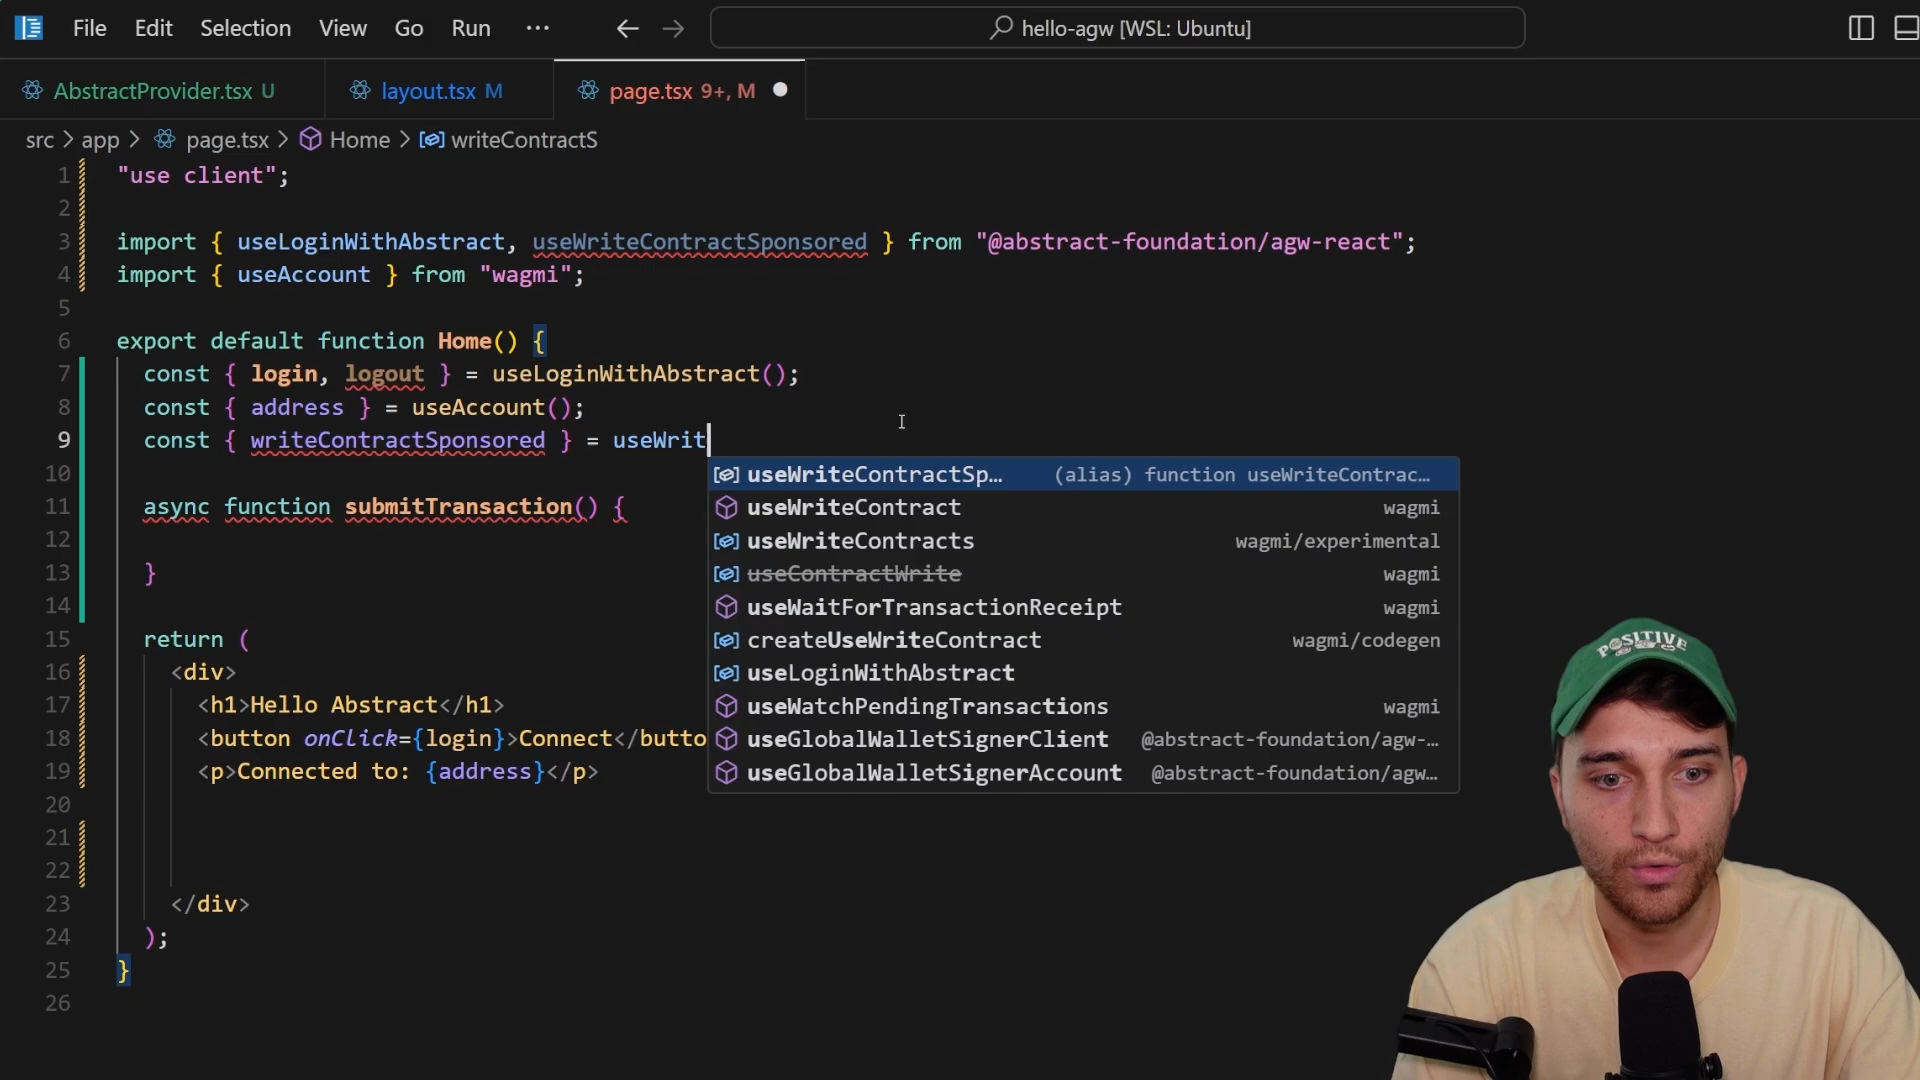 File Edit Selection View Go Run ··· hello-agw [WSL: Ubuntu]
AbstractProvider.tsx U layout.tsx M page.tsx 9+, M
src > app > page.tsx > Home > writeContractS
1 "use client";
2
3 import { useLoginWithAbstract, useWriteContractSponsored } from "@abstract-foundation/agw-react";
4 import { useAccount } from "wagmi";
5
6 export default function Home() {
7 const { login, logout } = useLoginWithAbstract();
8 const { address } = useAccount();
9 const { writeContractSponsored } = useWrit
10
11 async function submitTransaction() {
12
13 }
14
15 return (
16 <div>
17 <h1>Hello Abstract</h1>
18 <button onClick={login}>Connect</butto
19 <p>Connected to: {address}</p>
20
21
22
23 </div>
24 );
25 }
26
useWriteContractSp... (alias) function useWriteContrac...
useWriteContract wagmi
useWriteContracts wagmi/experimental
useContractWrite wagmi
useWaitForTransactionReceipt wagmi
createUseWriteContract wagmi/codegen
useLoginWithAbstract
useWatchPendingTransactions wagmi
useGlobalWalletSignerClient @abstract-foundation/agw-...
useGlobalWalletSignerAccount @abstract-foundation/agw...
POSITIVE